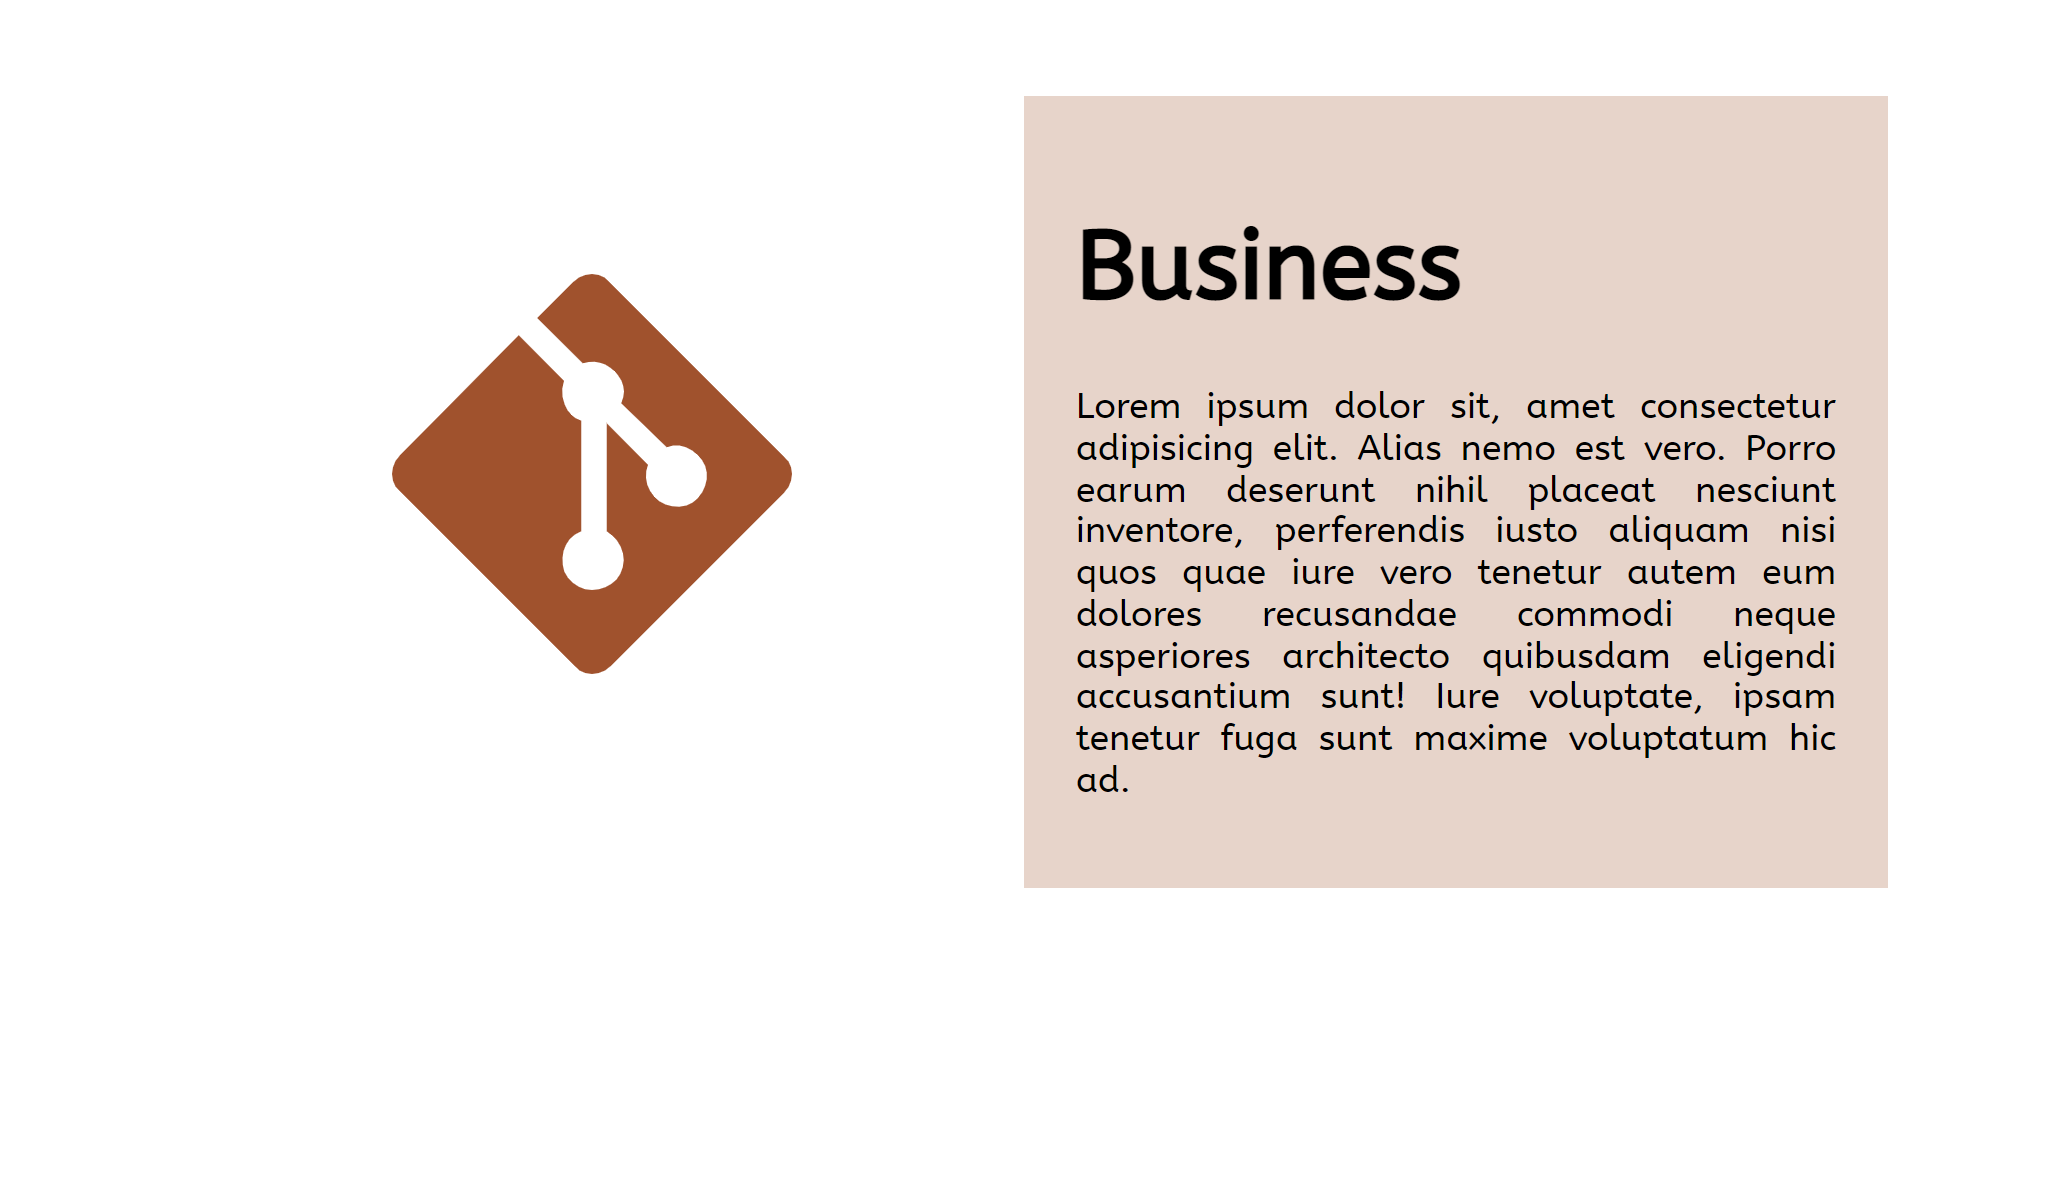 Business
Lorem ipsum dolor sit, amet consectetur
adipisicing elit. Alias nemo est vero. Porro
earum deserunt nihil placeat nesciunt
inventore, perferendis iusto aliquam nisi
quos quae iure vero tenetur autem eum
dolores recusandae commodi neque
asperiores architecto quibusdam eligendi
accusantium sunt! Iure voluptate, ipsam
tenetur fuga sunt maxime voluptatum hic
ad.